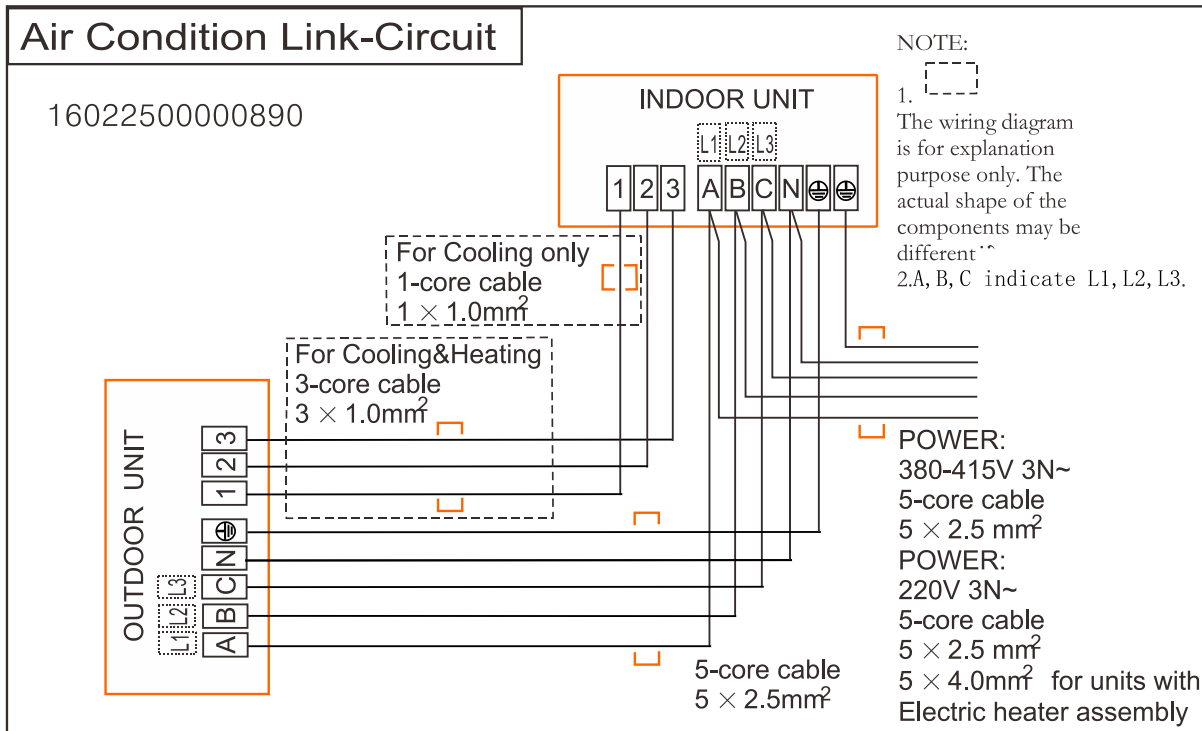 Air Condition Link-Circuit
16022500000890
INDOOR UNIT
L1 L2 L3
1 2 3 A B C N
NOTE:
1.
The wiring diagram
is for explanation
purpose only. The
actual shape of the
components may be
different
2.A,B,C indicate L1,L2,L3.
For Cooling only
1-core cable
1 × 1.0mm²
For Cooling&Heating
3-core cable
3 × 1.0mm²
OUTDOOR UNIT
3
2
1
N
L3 C
L2 B
L1 A
5-core cable
5 × 2.5mm²
POWER:
380-415V 3N~
5-core cable
5 × 2.5 mm²
POWER:
220V 3N~
5-core cable
5 × 2.5 mm²
5 × 4.0mm² for units with
Electric heater assembly